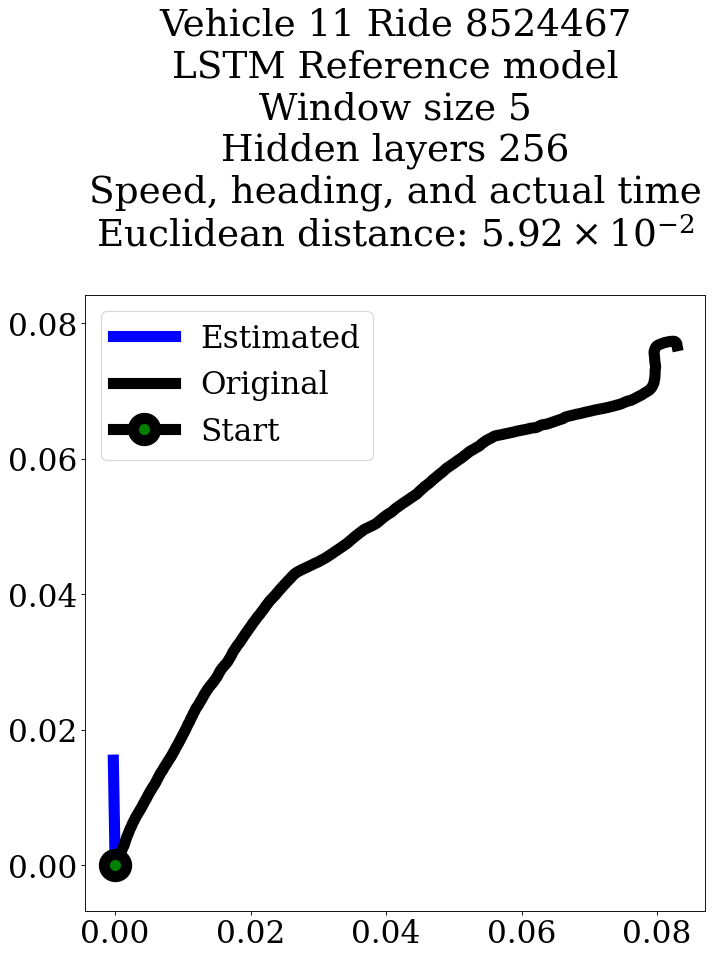 Vehicle 11 Ride 8524467
LSTM Reference model
Window size 5
Hidden layers 256
Speed, heading, and actual time
Euclidean distance: 5.92 × 10⁻²
Estimated
Original
Start
0.08
0.06
0.04
0.02
0.00
0.00 0.02 0.04 0.06 0.08